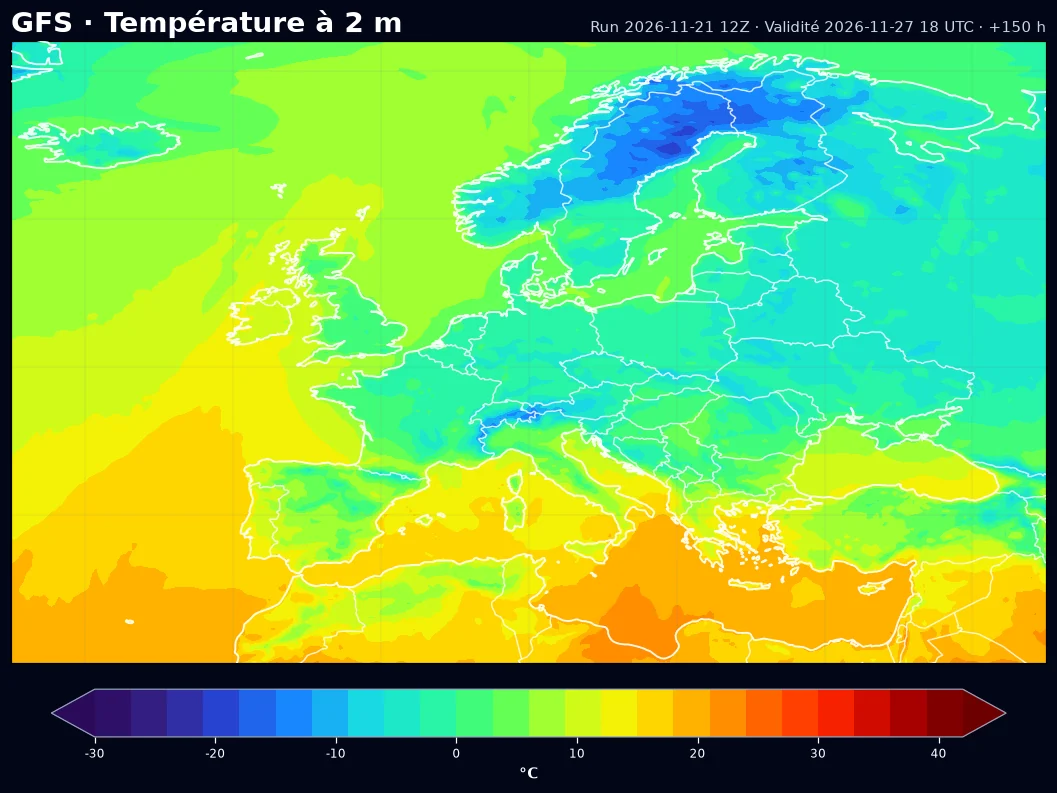 GFS · Température à 2 m
Run 2026-11-21 12Z · Validité 2026-11-27 18 UTC · +150 h
-30 -20 -10 0 10 20 30 40
°C